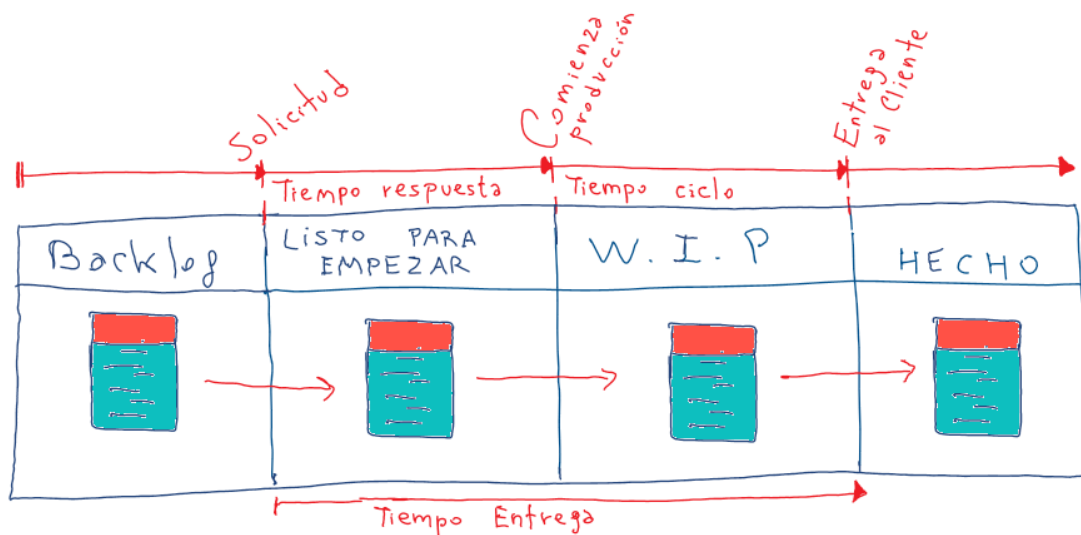 Solicitud
Comienza
producción
Entrega
al Cliente
Tiempo respuesta
Tiempo ciclo
Backlog
LISTO PARA
EMPEZAR
W. I. P
HECHO
Tiempo Entrega